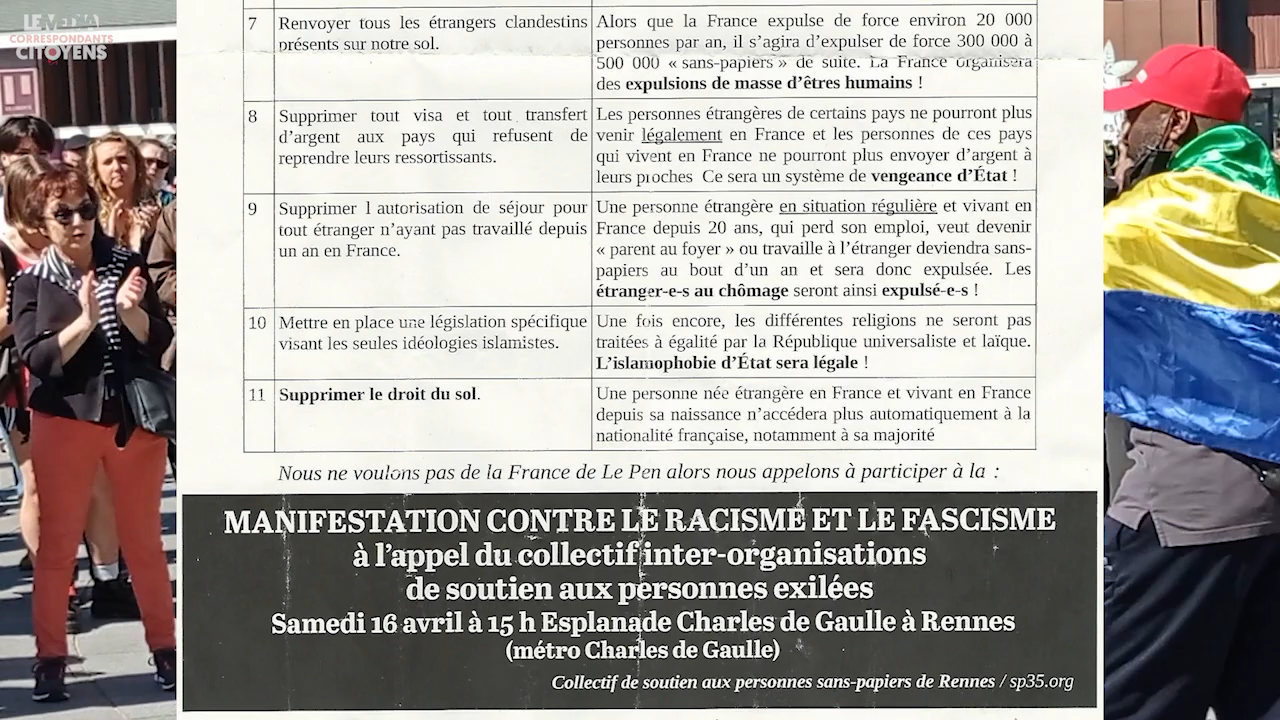 LEMEDIA
CORRESPONDANTS
CITOYENS
7
Renvoyer tous les étrangers clandestins
présents sur notre sol.
Alors que la France expulse de force environ 20 000
personnes par an, il s’agira d’expulser de force 300 000 à
500 000 « sans-papiers » de suite. La France organisera
des expulsions de masse d’êtres humains !
8
Supprimer tout visa et tout transfert
d’argent aux pays qui refusent de
reprendre leurs ressortissants.
Les personnes étrangères de certains pays ne pourront plus
venir légalement en France et les personnes de ces pays
qui vivent en France ne pourront plus envoyer d’argent à
leurs proches Ce sera un système de vengeance d’État !
9
Supprimer l autorisation de séjour pour
tout étranger n’ayant pas travaillé depuis
un an en France.
Une personne étrangère en situation régulière et vivant en
France depuis 20 ans, qui perd son emploi, veut devenir
« parent au foyer » ou travaille à l’étranger deviendra sans-
papiers au bout d’un an et sera donc expulsée. Les
étranger-e-s au chômage seront ainsi expulsé-e-s !
10
Mettre en place une législation spécifique
visant les seules idéologies islamistes.
Une fois encore, les différentes religions ne seront pas
traitées à égalité par la République universaliste et laïque.
L’islamophobie d’État sera légale !
11
Supprimer le droit du sol.
Une personne née étrangère en France et vivant en France
depuis sa naissance n’accédera plus automatiquement à la
nationalité française, notamment à sa majorité
Nous ne voulons pas de la France de Le Pen alors nous appelons à participer à la :
MANIFESTATION CONTRE LE RACISME ET LE FASCISME
à l’appel du collectif inter-organisations
de soutien aux personnes exilées
Samedi 16 avril à 15 h Esplanade Charles de Gaulle à Rennes
(métro Charles de Gaulle)
Collectif de soutien aux personnes sans-papiers de Rennes / sp35.org